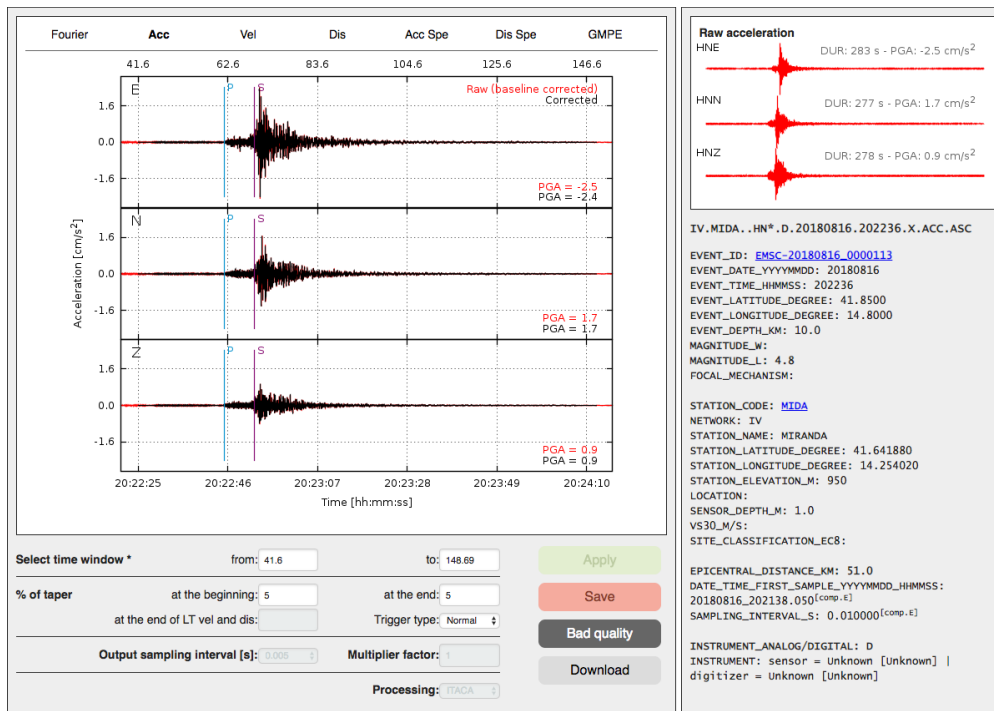 Fourier Acc Vel Dis Acc Spe Dis Spe GMPE
41.6 62.6 83.6 104.6 125.6 146.6
E P S Raw (baseline corrected)
Corrected
1.6
0.0
-1.6
PGA = -2.5
PGA = -2.4
N P S
1.6
0.0
-1.6
PGA = 1.7
PGA = 1.7
Z P S
1.6
0.0
-1.6
PGA = 0.9
PGA = 0.9
Acceleration [cm/s²]
20:22:25 20:22:46 20:23:07 20:23:28 20:23:49 20:24:10
Time [hh:mm:ss]
Select time window * from: 41.6 to: 148.69
% of taper at the beginning: 5 at the end: 5
at the end of LT vel and dis: Trigger type: Normal
Output sampling interval [s]: 0.005 Multiplier factor: 1
Processing: ITACA
Apply
Save
Bad quality
Download
Raw acceleration
HNE DUR: 283 s - PGA: -2.5 cm/s²
HNN DUR: 277 s - PGA: 1.7 cm/s²
HNZ DUR: 278 s - PGA: 0.9 cm/s²
IV.MIDA..HN*.D.20180816.202236.X.ACC.ASC
EVENT_ID: EMSC-20180816_0000113
EVENT_DATE_YYYYMMDD: 20180816
EVENT_TIME_HHMMSS: 202236
EVENT_LATITUDE_DEGREE: 41.8500
EVENT_LONGITUDE_DEGREE: 14.8000
EVENT_DEPTH_KM: 10.0
MAGNITUDE_W:
MAGNITUDE_L: 4.8
FOCAL_MECHANISM:
STATION_CODE: MIDA
NETWORK: IV
STATION_NAME: MIRANDA
STATION_LATITUDE_DEGREE: 41.641880
STATION_LONGITUDE_DEGREE: 14.254020
STATION_ELEVATION_M: 950
LOCATION:
SENSOR_DEPTH_M: 1.0
VS30_M/S:
SITE_CLASSIFICATION_EC8:
EPICENTRAL_DISTANCE_KM: 51.0
DATE_TIME_FIRST_SAMPLE_YYYYMMDD_HHMMSS:
20180816_202138.050[comp.E]
SAMPLING_INTERVAL_S: 0.010000[comp.E]
INSTRUMENT_ANALOG/DIGITAL: D
INSTRUMENT: sensor = Unknown [Unknown] |
digitizer = Unknown [Unknown]